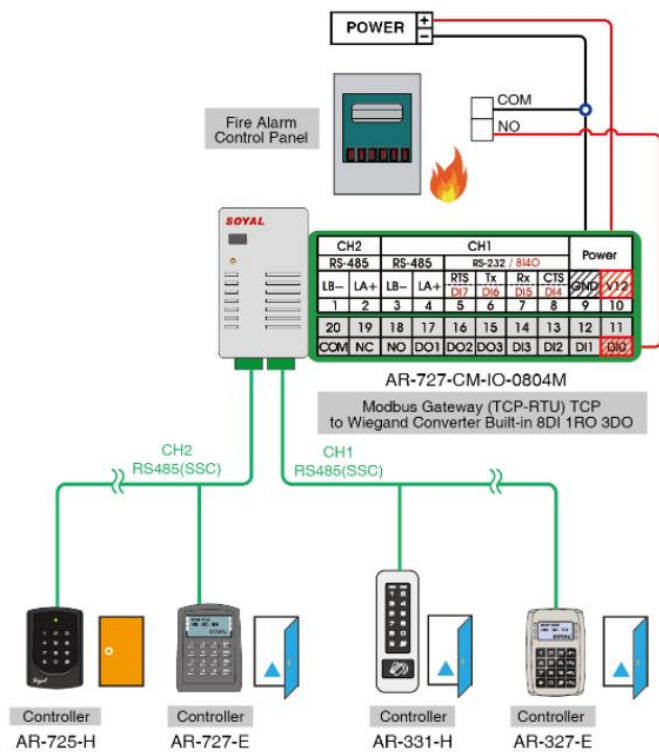 POWER
+
−
COM
NO
Fire Alarm
Control Panel
SOYAL
CH2 CH1 Power
RS-485 RS-485 RS-232 / 8I4O
LB− LA+ LB− LA+ RTS Tx Rx CTS GND V12
DI7 DI6 DI5 DI4
1 2 3 4 5 6 7 8 9 10
20 19 18 17 16 15 14 13 12 11
COM NC NO DO1 DO2 DO3 DI3 DI2 DI1 DI0
AR-727-CM-IO-0804M
Modbus Gateway (TCP-RTU) TCP
to Wiegand Converter Built-in 8DI 1RO 3DO
CH2
RS485(SSC)
CH1
RS485(SSC)
SOYAL
Controller Controller Controller Controller
AR-725-H AR-727-E AR-331-H AR-327-E